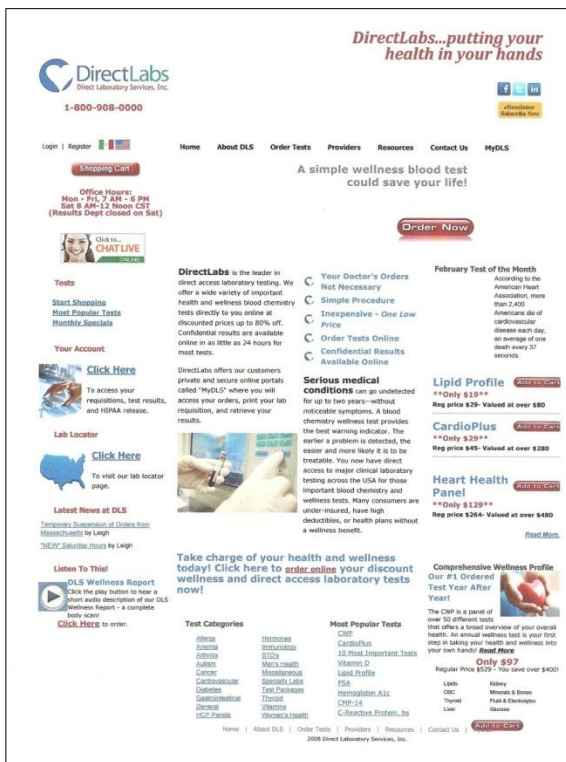 DirectLabs...putting your
health in your hands
DirectLabs
Direct Laboratory Services, Inc.
1-800-908-0000
eNewsletter
Subscribe Now
Login | Register
Home About DLS Order Tests Providers Resources Contact Us MyDLS
Shopping Cart
A simple wellness blood test
could save your life!
Office Hours:
Mon - Fri, 7 AM - 6 PM
Sat 8 AM-12 Noon CST
(Results Dept closed on Sat)
Order Now
Click to...
CHAT LIVE
ONLINE
Tests
Start Shopping
Most Popular Tests
Monthly Specials
Your Account
Click Here
To access your
requisitions, test results,
and HIPAA release.
Lab Locator
Click Here
To visit our lab locator
page.
Latest News at DLS
Temporary Suspension of Orders from
Massachusetts by Leigh
*NEW* Saturday Hours by Leigh
Listen To This!
DLS Wellness Report
Click the play button to hear a
short audio description of our DLS
Wellness Report - a complete
body scan!
Click Here to order.
DirectLabs is the leader in
direct access laboratory testing. We
offer a wide variety of important
health and wellness blood chemistry
tests directly to you online at
discounted prices up to 80% off.
Confidential results are available
online in as little as 24 hours for
most tests.
DirectLabs offers our customers
private and secure online portals
called "MyDLS" where you will
access your orders, print your lab
requisition, and retrieve your
results.
Your Doctor's Orders
Not Necessary
Simple Procedure
Inexpensive - One Low
Price
Order Tests Online
Confidential Results
Available Online
Serious medical
conditions can go undetected
for up to two years—without
noticeable symptoms. A blood
chemistry wellness test provides
the best warning indicator. The
earlier a problem is detected, the
easier and more likely it is to be
treatable. You now have direct
access to major clinical laboratory
testing across the USA for those
important blood chemistry and
wellness tests. Many consumers are
under-insured, have high
deductibles, or health plans without
a wellness benefit.
February Test of the Month
According to the
American Heart
Association, more
than 2,400
Americans die of
cardiovascular
disease each day,
an average of one
death every 37
seconds.
Lipid Profile Add to Cart
**Only $19**
Reg price $29- Valued at over $80
CardioPlus Add to Cart
**Only $29**
Reg price $45- Valued at over $280
Heart Health
Panel Add to Cart
**Only $129**
Reg price $264- Valued at over $480
Read More.
Take charge of your health and wellness
today! Click here to order online your discount
wellness and direct access laboratory tests
now!
Test Categories
Allergy
Anemia
Arthritis
Autism
Cancer
Cardiovascular
Diabetes
Gastrointestinal
General
HCP Panels
Hormones
Immunology
STD's
Men's Health
Miscellaneous
Specialty Labs
Test Packages
Thyroid
Vitamins
Women's Health
Most Popular Tests
CWP
CardioPlus
10 Most Important Tests
Vitamin D
Lipid Profile
PSA
Hemoglobin A1c
CMP-14
C-Reactive Protein, hs
Comprehensive Wellness Profile
Our #1 Ordered
Test Year After
Year!
The CWP is a panel of
over 50 different tests
that offers a broad overview of your overall
health. An annual wellness test is your first
step in taking your health and wellness into
your own hands! Read More
Only $97
Regular Price $529 - You save over $400!
Lipids Kidney
CBC Minerals & Bones
Thyroid Fluid & Electrolytes
Liver Glucose
Add to Cart
Home | About DLS | Order Tests | Providers | Resources | Contact Us |
2008 Direct Laboratory Services, Inc.